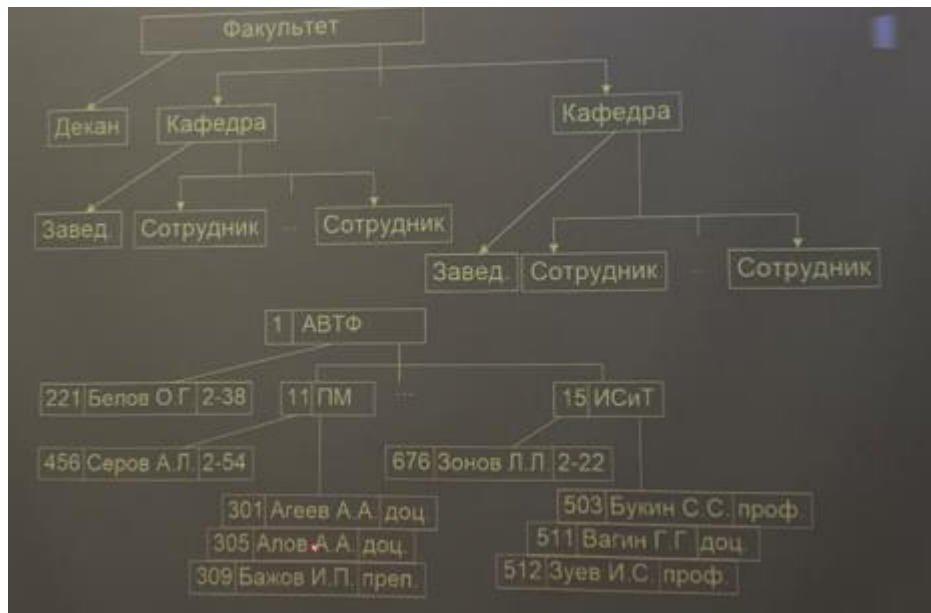 Факультет
Декан Кафедра ... Кафедра
Завед. Сотрудник ... Сотрудник
Завед. Сотрудник ... Сотрудник
1 АВТФ
221 Белов О.Г 2-38 11 ПМ ... 15 ИСиТ
456 Серов А.Л. 2-54 676 Зонов Л.Л. 2-22
301 Агеев А.А. доц 503 Букин С.С. проф.
305 Алов А.А. доц. 511 Вагин Г.Г. доц.
309 Бажов И.П. преп. 512 Зуев И.С. проф.